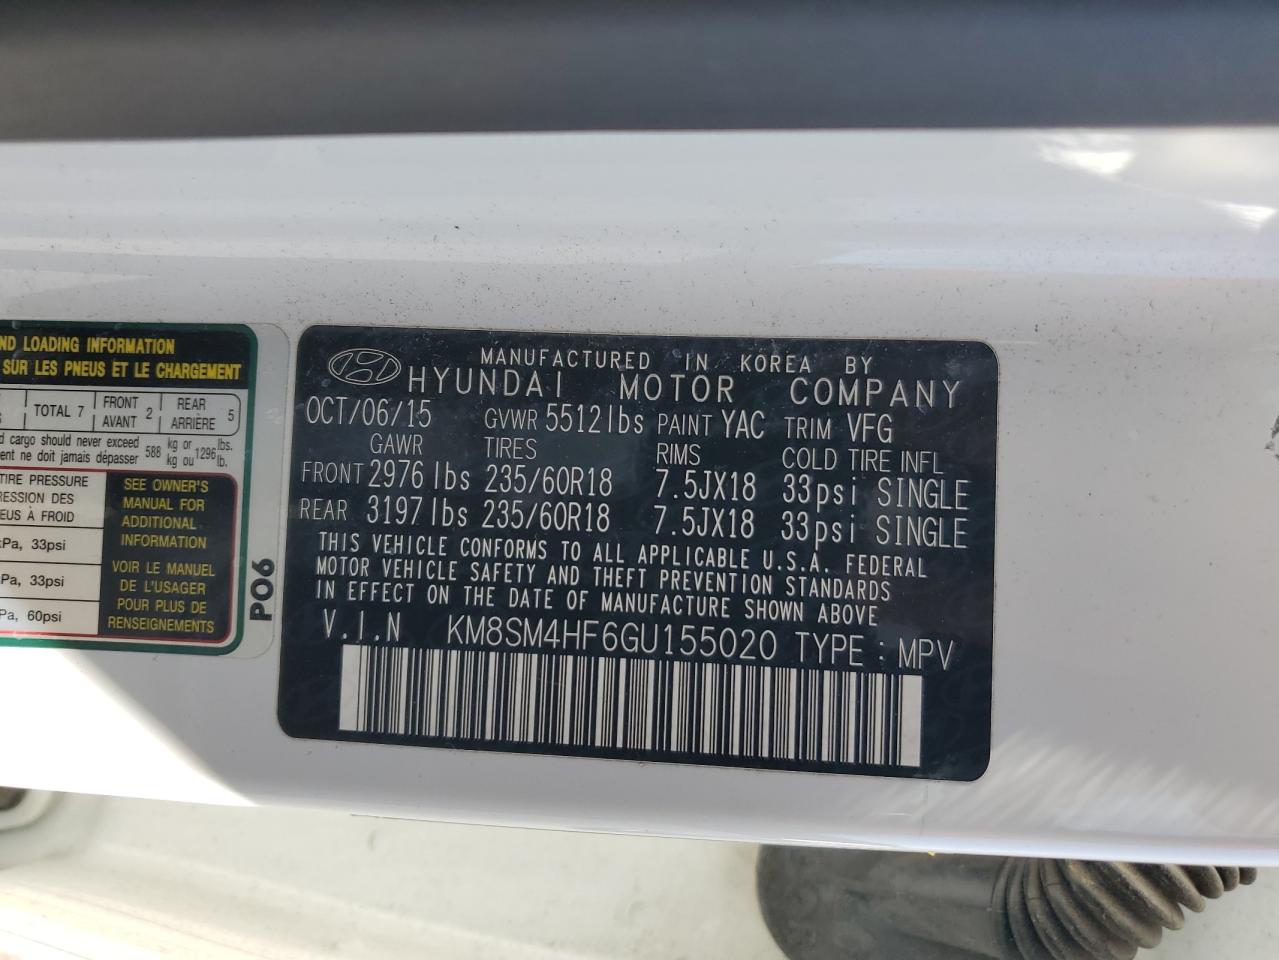 ND LOADING INFORMATION
SUR LES PNEUS ET LE CHARGEMENT
TOTAL 7 FRONT AVANT 2 REAR ARRIÈRE 5
cargo should never exceed 588 kg or 1296 lbs.
ent ne doit jamais dépasser kg ou lb.
TIRE PRESSURE
RESSION DES
EUS À FROID
kPa, 33psi
Pa, 33psi
Pa, 60psi
SEE OWNER'S
MANUAL FOR
ADDITIONAL
INFORMATION
VOIR LE MANUEL
DE L'USAGER
POUR PLUS DE
RENSEIGNEMENTS
PO6
MANUFACTURED IN KOREA BY
HYUNDAI MOTOR COMPANY
OCT/06/15 GVWR 5512lbs PAINT YAC TRIM VFG
GAWR TIRES RIMS COLD TIRE INFL
FRONT 2976 lbs 235/60R18 7.5JX18 33psi SINGLE
REAR 3197 lbs 235/60R18 7.5JX18 33psi SINGLE
THIS VEHICLE CONFORMS TO ALL APPLICABLE U.S.A. FEDERAL
MOTOR VEHICLE SAFETY AND THEFT PREVENTION STANDARDS
IN EFFECT ON THE DATE OF MANUFACTURE SHOWN ABOVE
V.I.N KM8SM4HF6GU155020 TYPE : MPV